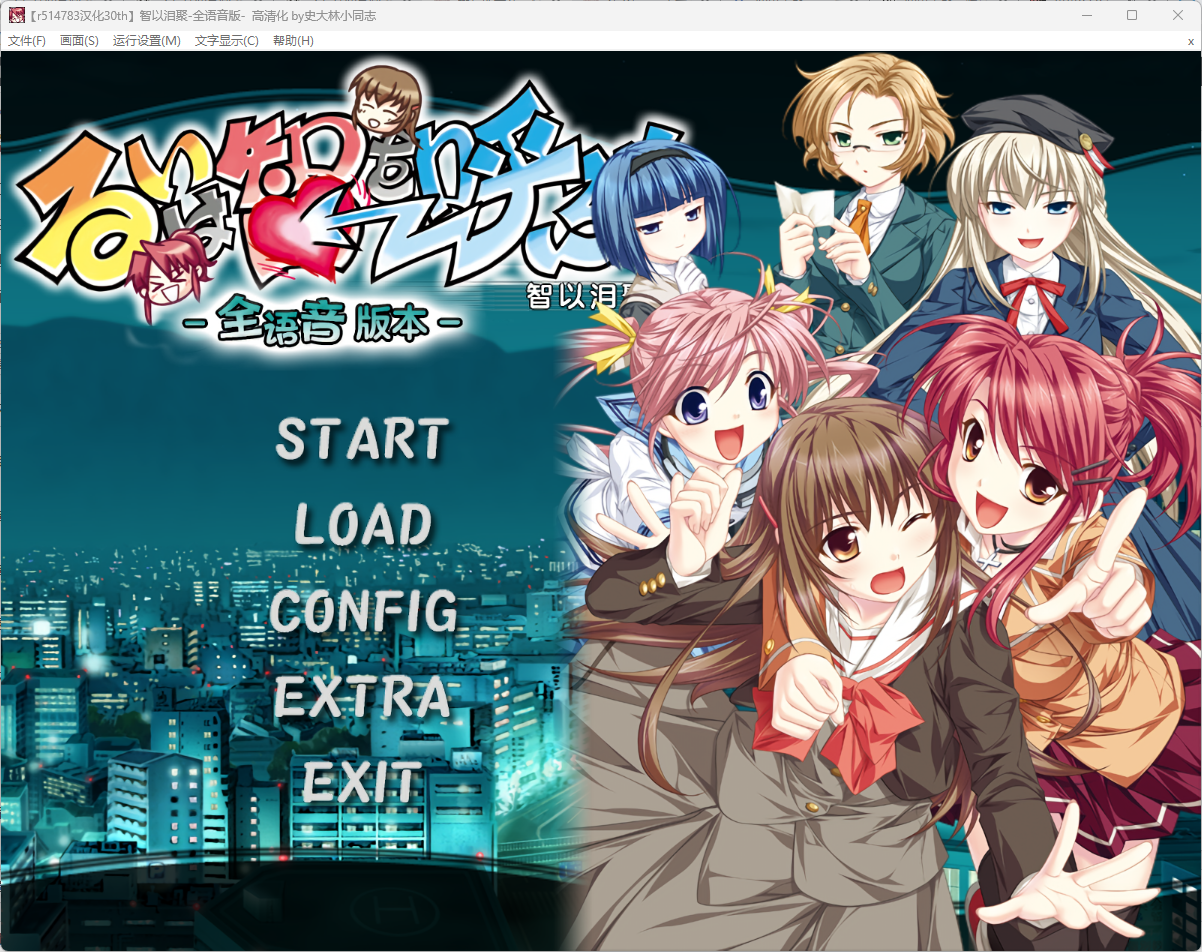 【r514783汉化30th】智以泪聚-全语音版- 高清化 by史大林小同志
文件(F) 画面(S) 运行设置(M) 文字显示(C) 帮助(H) x
るいは智も呼ぶ
智以泪
-全语音版本-
START
LOAD
CONFIG
EXTRA
EXIT
H